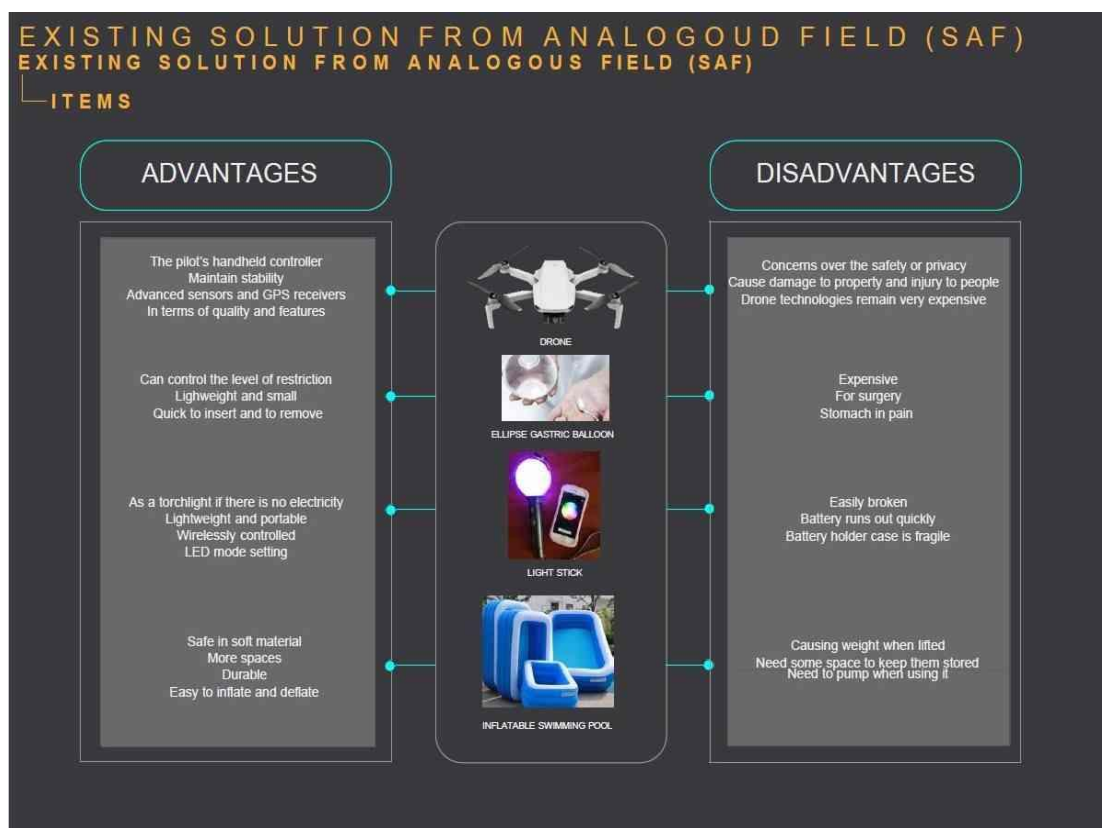 EXISTING SOLUTION FROM ANALOGOUD FIELD (SAF)
EXISTING SOLUTION FROM ANALOGOUS FIELD (SAF)
ITEMS
ADVANTAGES
DISADVANTAGES
The pilot's handheld controller
Maintain stability
Advanced sensors and GPS receivers
In terms of quality and features
DRONE
Concerns over the safety or privacy
Cause damage to property and injury to people
Drone technologies remain very expensive
Can control the level of restriction
Lighweight and small
Quick to insert and to remove
ELLIPSE GASTRIC BALLOON
Expensive
For surgery
Stomach in pain
As a torchlight if there is no electricity
Lightweight and portable
Wirelessly controlled
LED mode setting
LIGHT STICK
Easily broken
Battery runs out quickly
Battery holder case is fragile
Safe in soft material
More spaces
Durable
Easy to inflate and deflate
INFLATABLE SWIMMING POOL
Causing weight when lifted
Need some space to keep them stored
Need to pump when using it